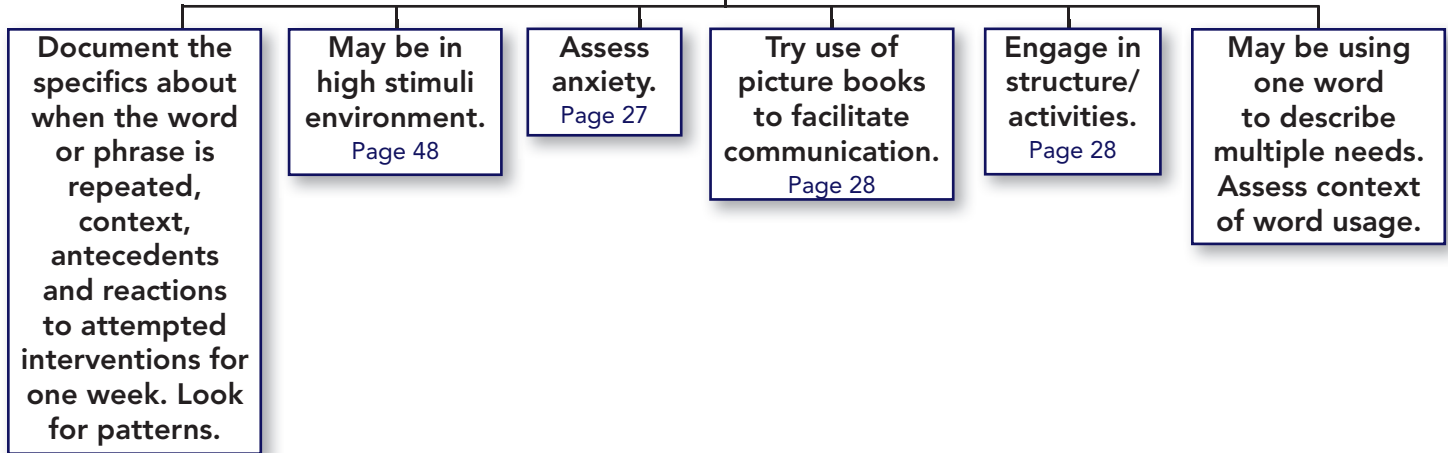 Document the
specifics about
when the word
or phrase is
repeated,
context,
antecedents
and reactions
to attempted
interventions for
one week. Look
for patterns.
May be in
high stimuli
environment.
Page 48
Assess
anxiety.
Page 27
Try use of
picture books
to facilitate
communication.
Page 28
Engage in
structure/
activities.
Page 28
May be using
one word
to describe
multiple needs.
Assess context
of word usage.